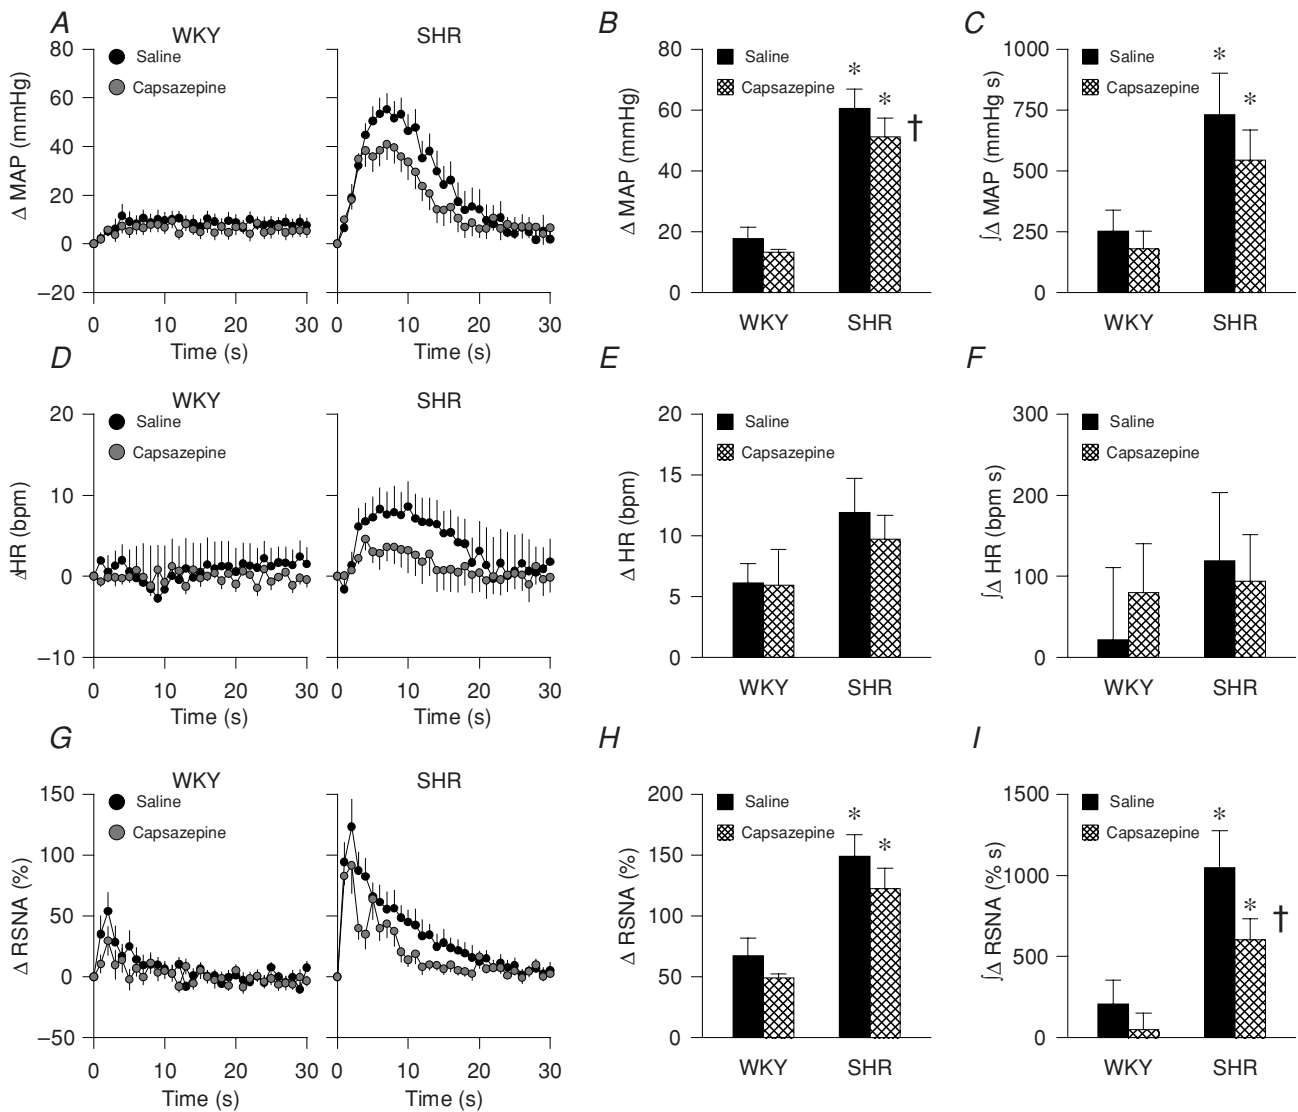 A
WKY
SHR
Δ MAP (mmHg)
80
60
40
20
0
−20
Saline
Capsazepine
0 10 20 30
0 10 20 30
Time (s)
Time (s)
B
Δ MAP (mmHg)
80
60
40
20
0
Saline
Capsazepine
*
*
†
WKY
SHR
C
∫Δ MAP (mmHg s)
1000
750
500
250
0
Saline
Capsazepine
*
*
WKY
SHR
D
WKY
SHR
ΔHR (bpm)
20
10
0
−10
Saline
Capsazepine
0 10 20 30
0 10 20 30
Time (s)
Time (s)
E
Δ HR (bpm)
20
15
10
5
0
Saline
Capsazepine
WKY
SHR
F
∫Δ HR (bpm s)
300
200
100
0
Saline
Capsazepine
WKY
SHR
G
WKY
SHR
Δ RSNA (%)
150
100
50
0
−50
Saline
Capsazepine
0 10 20 30
0 10 20 30
Time (s)
Time (s)
H
Δ RSNA (%)
200
150
100
50
0
Saline
Capsazepine
*
*
WKY
SHR
I
∫Δ RSNA (% s)
1500
1000
500
0
Saline
Capsazepine
*
*
†
WKY
SHR